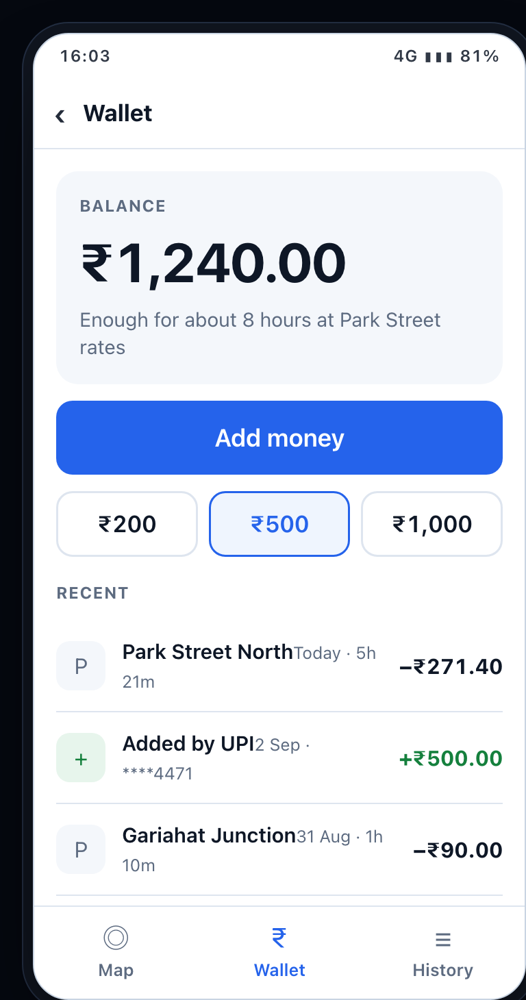 16:03 4G ▮▮▮ 81%
‹ Wallet
BALANCE
₹1,240.00
Enough for about 8 hours at Park Street
rates
Add money
₹200 ₹500 ₹1,000
RECENT
P Park Street NorthToday · 5h
21m −₹271.40
+ Added by UPI2 Sep ·
****4471 +₹500.00
P Gariahat Junction31 Aug · 1h
10m −₹90.00
₹
Map Wallet History